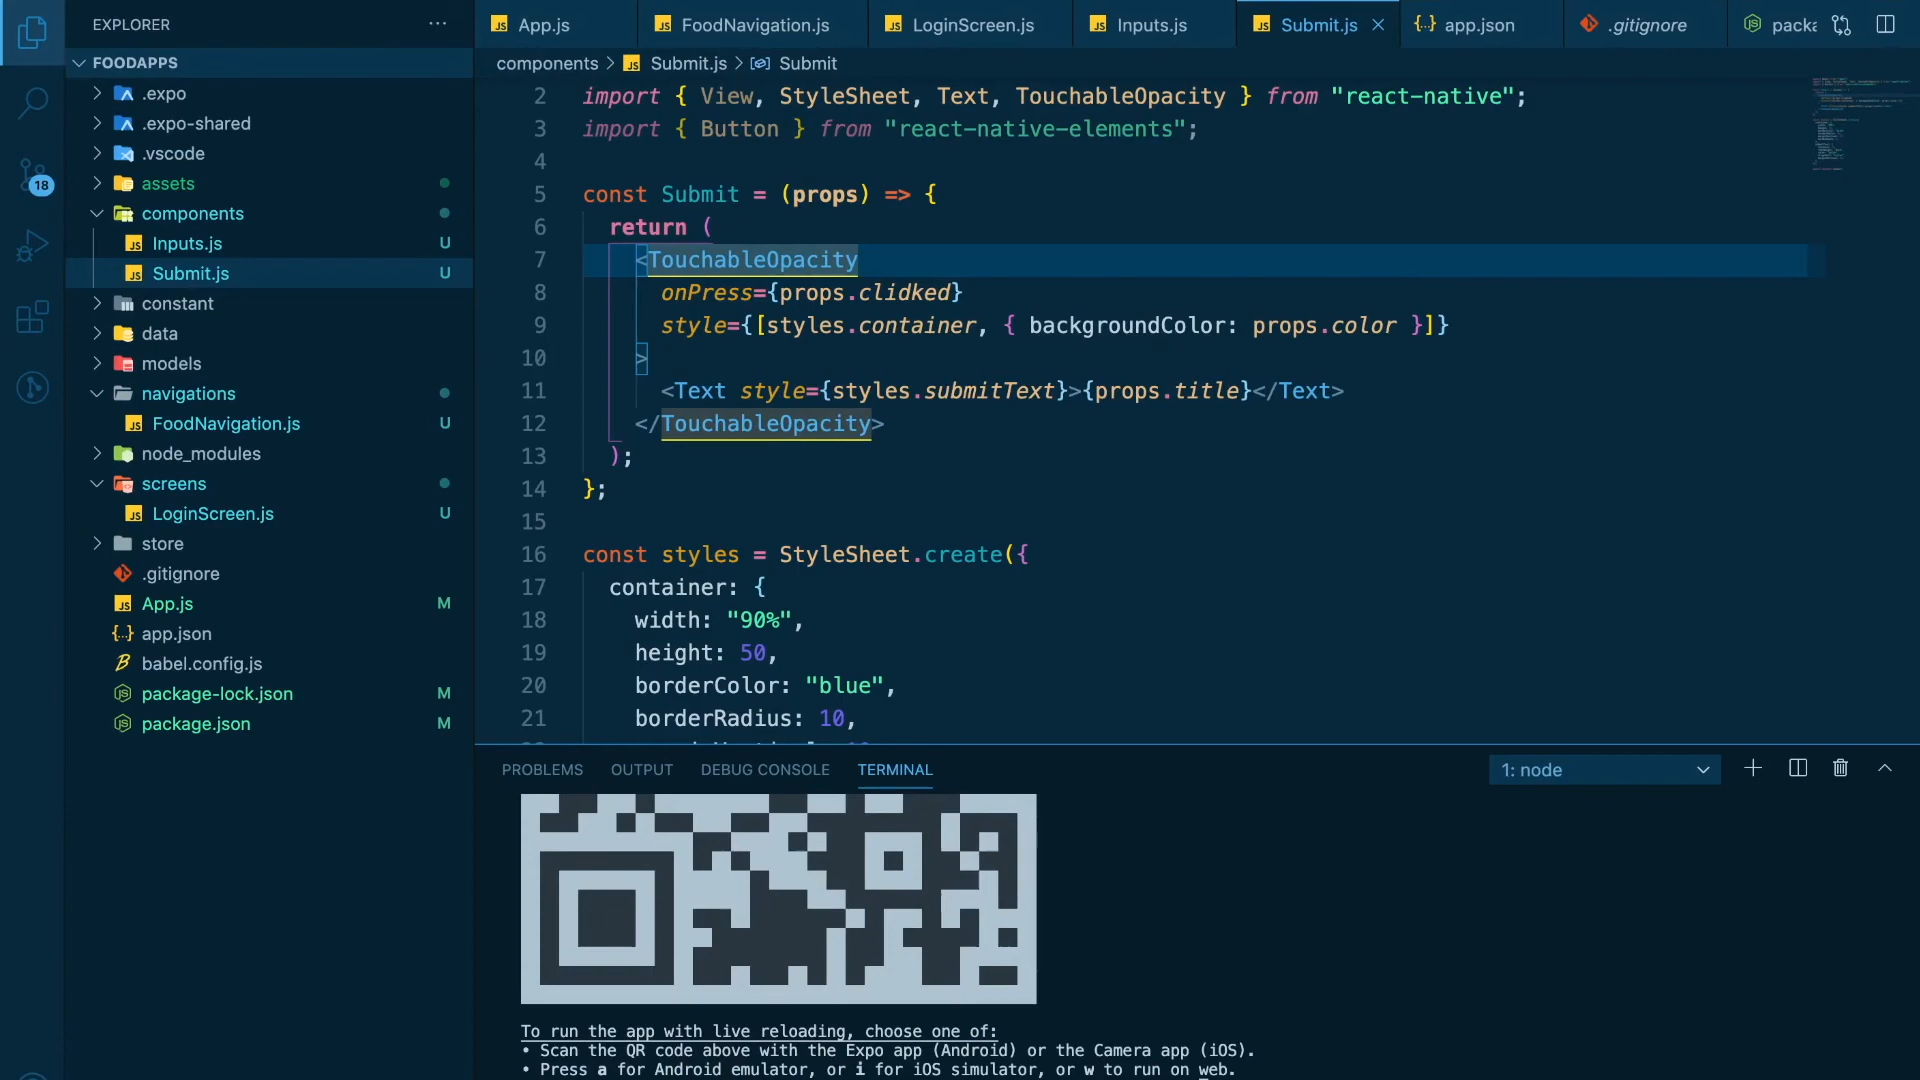 EXPLORER
App.js
FoodNavigation.js
LoginScreen.js
Inputs.js
Submit.js
app.json
.gitignore
packa
components > Submit.js > Submit
FOODAPPS
.expo
.expo-shared
.vscode
assets
components
Inputs.js U
Submit.js U
constant
data
models
navigations
FoodNavigation.js U
node_modules
screens
LoginScreen.js U
store
.gitignore
App.js M
app.json
babel.config.js
package-lock.json M
package.json M
18
2 import { View, StyleSheet, Text, TouchableOpacity } from "react-native";
3 import { Button } from "react-native-elements";
4
5 const Submit = (props) => {
6 return (
7 <TouchableOpacity
8 onPress={props.clidked}
9 style={[styles.container, { backgroundColor: props.color }]}
10 >
11 <Text style={styles.submitText}>{props.title}</Text>
12 </TouchableOpacity>
13 );
14 };
15
16 const styles = StyleSheet.create({
17 container: {
18 width: "90%",
19 height: 50,
20 borderColor: "blue",
21 borderRadius: 10,
PROBLEMS OUTPUT DEBUG CONSOLE TERMINAL
1: node
To run the app with live reloading, choose one of:
• Scan the QR code above with the Expo app (Android) or the Camera app (iOS).
• Press a for Android emulator, or i for iOS simulator, or w to run on web.